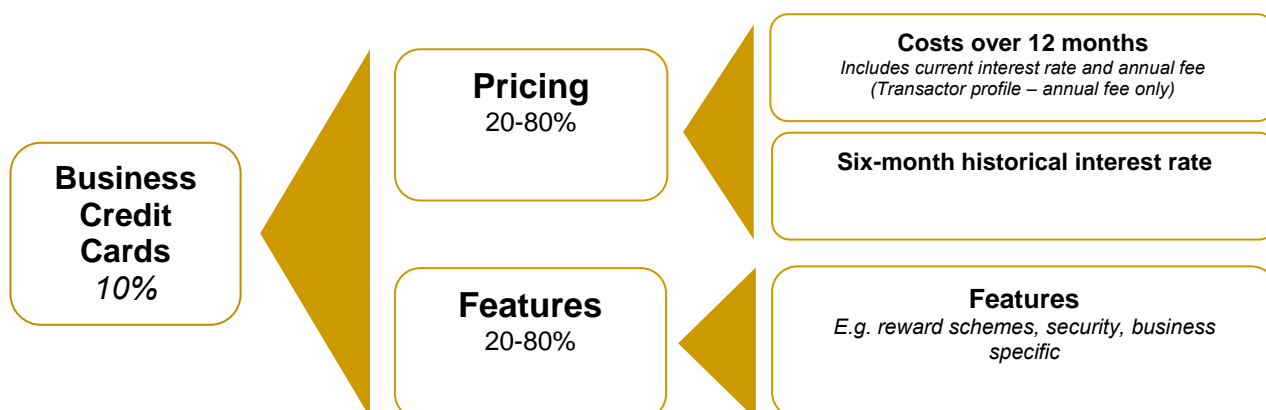 Business
Credit
Cards
10%
Pricing
20-80%
Costs over 12 months
Includes current interest rate and annual fee
(Transactor profile – annual fee only)
Six-month historical interest rate
Features
20-80%
Features
E.g. reward schemes, security, business
specific